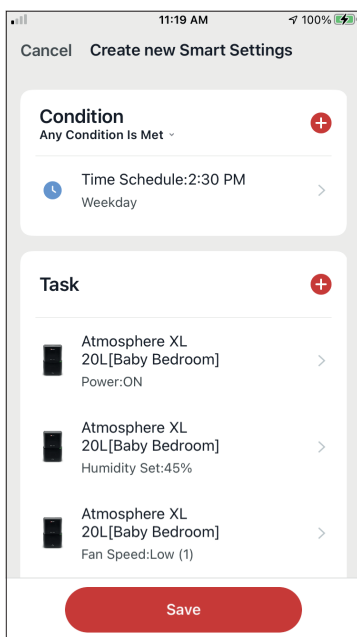 11:19 AM
100%
Cancel
Create new Smart Settings
Condition
Any Condition Is Met
Time Schedule:2:30 PM
Weekday
Task
Atmosphere XL
20L[Baby Bedroom]
Power:ON
Atmosphere XL
20L[Baby Bedroom]
Humidity Set:45%
Atmosphere XL
20L[Baby Bedroom]
Fan Speed:Low (1)
Save